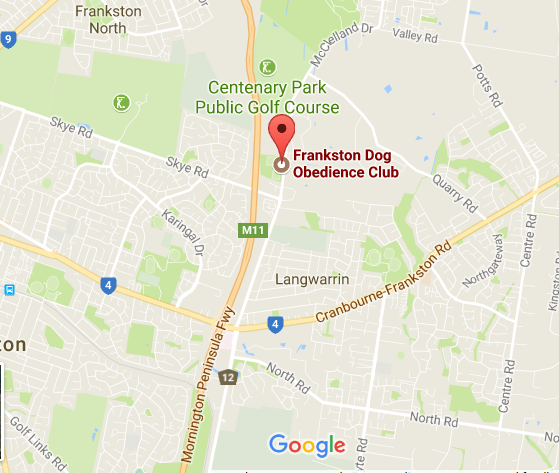 Frankston
North
9
McClelland Dr
Valley Rd
Potts Rd
Centenary Park
Public Golf Course
Skye Rd
Skye Rd
Frankston Dog
Obedience Club
Quarry Rd
Karingal Dr
M11
Centre Rd
Northgateway
Kingston
Langwarrin
Cranbourne-Frankston Rd
4
4
Mornington Peninsula Fwy
ton
12
North Rd
North Rd
Centre Rd
Golf Links Rd
Google